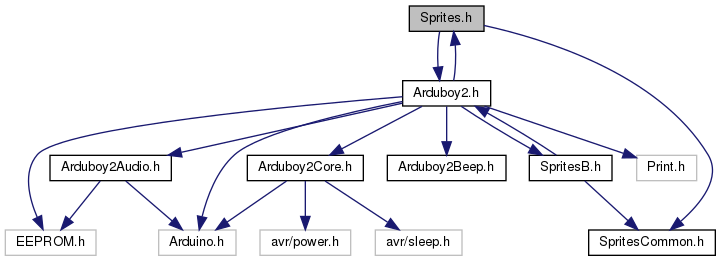 Sprites.h
Arduboy2.h
Arduboy2Audio.h
Arduboy2Core.h
Arduboy2Beep.h
SpritesB.h
Print.h
EEPROM.h
Arduino.h
avr/power.h
avr/sleep.h
SpritesCommon.h